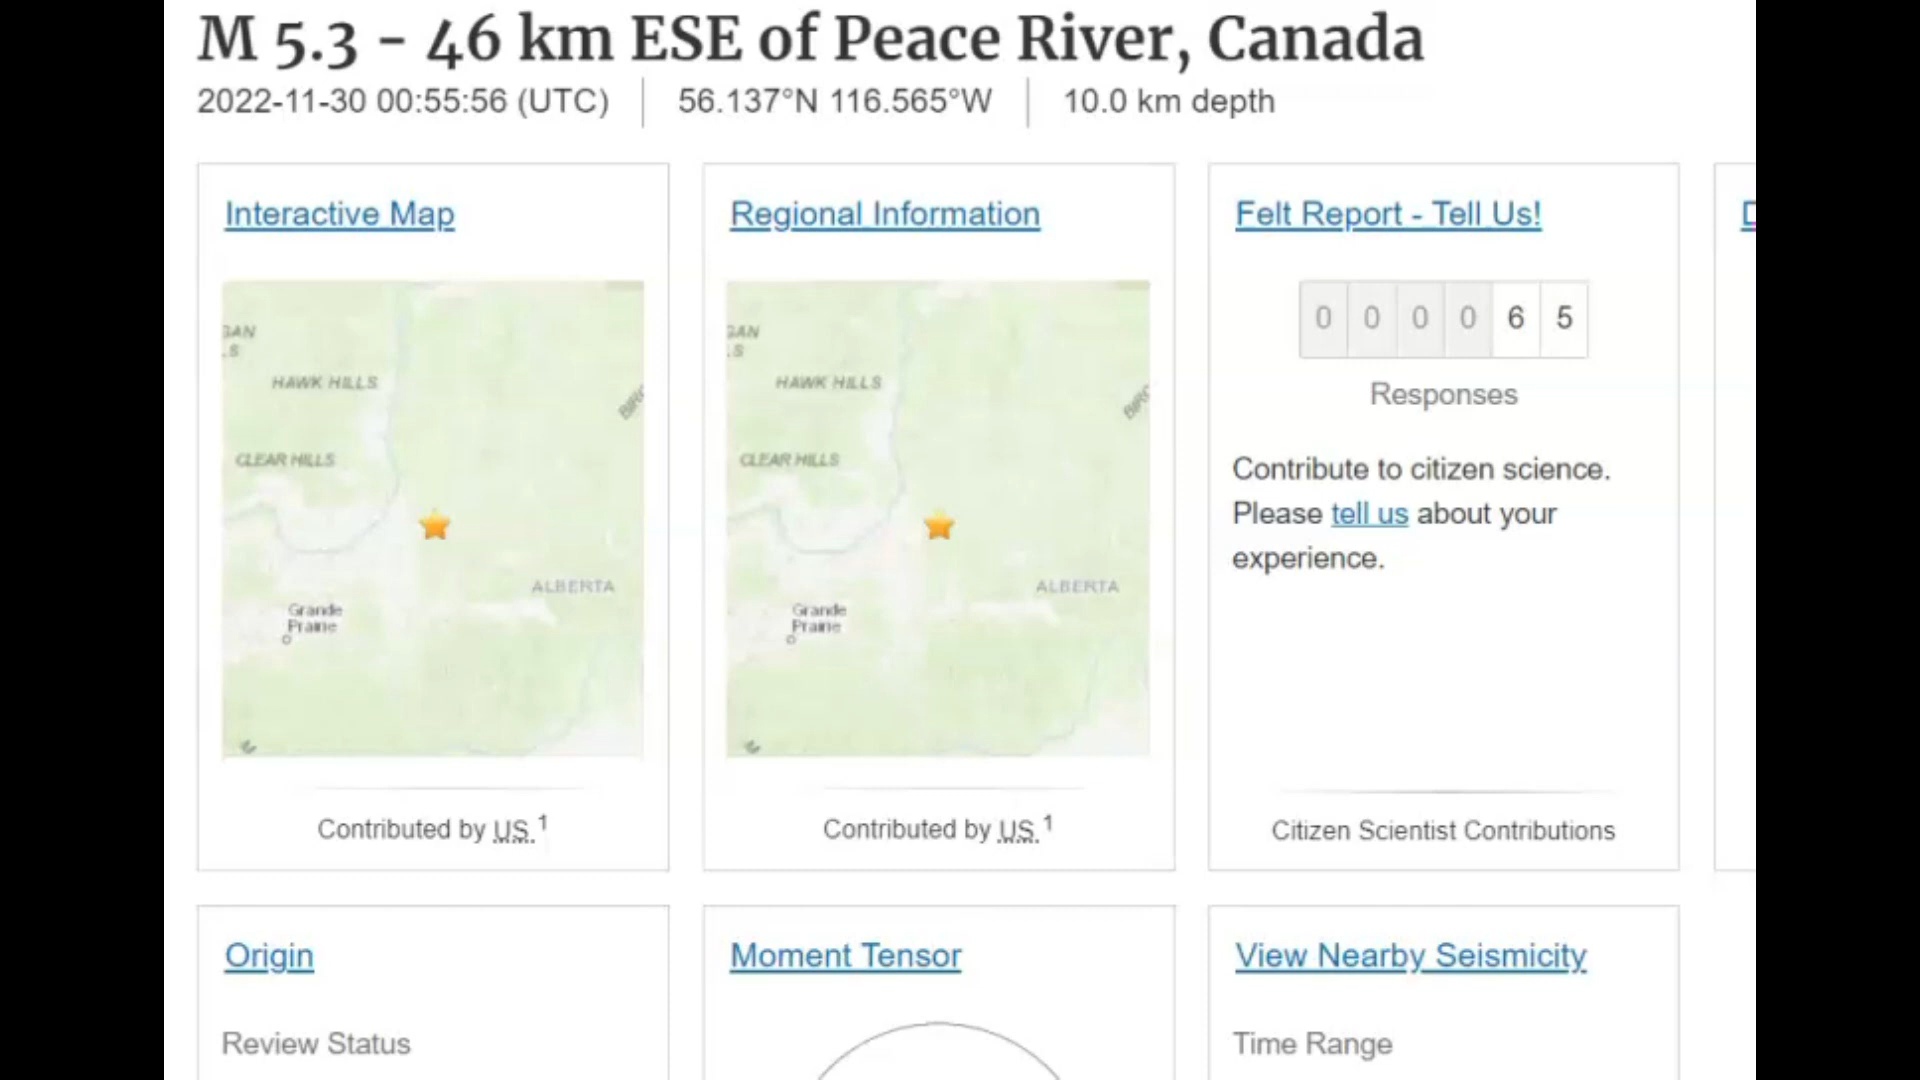 M 5.3 - 46 km ESE of Peace River, Canada
2022-11-30 00:55:56 (UTC)
56.137°N 116.565°W
10.0 km depth
Interactive Map
HAWK HILLS
CLEAR HILLS
ALBERTA
Grande
Prairie
Contributed by US 1
Regional Information
HAWK HILLS
CLEAR HILLS
ALBERTA
Grande
Prairie
Contributed by US 1
Felt Report - Tell Us!
0 0 0 0 6 5
Responses
Contribute to citizen science.
Please tell us about your
experience.
Citizen Scientist Contributions
Origin
Review Status
Moment Tensor
View Nearby Seismicity
Time Range